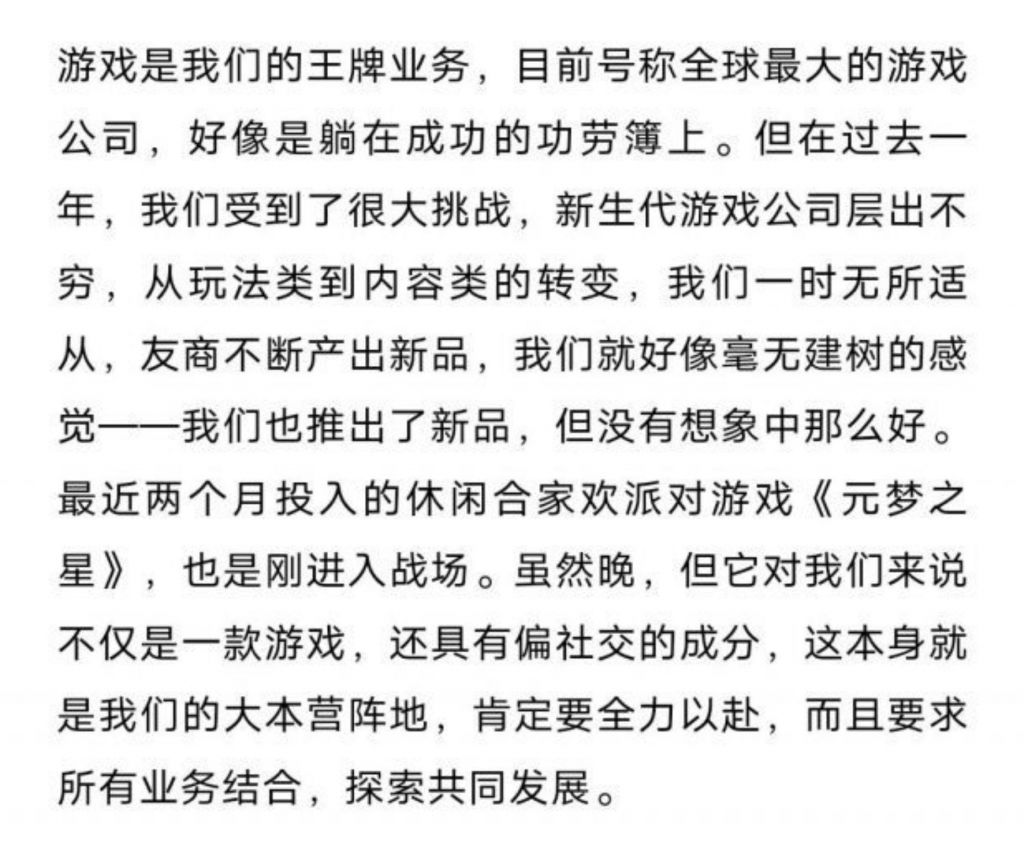 游戏是我们的王牌业务，目前号称全球最大的游戏
公司，好像是躺在成功的功劳簿上。但在过去一
年，我们受到了很大挑战，新生代游戏公司层出不
穷，从玩法类到内容类的转变，我们一时无所适
从，友商不断产出新品，我们就好像毫无建树的感
觉——我们也推出了新品，但没有想象中那么好。
最近两个月投入的休闲合家欢派对游戏《元梦之
星》，也是刚进入战场。虽然晚，但它对我们来说
不仅是一款游戏，还具有偏社交的成分，这本身就
是我们的大本营阵地，肯定要全力以赴，而且要求
所有业务结合，探索共同发展。